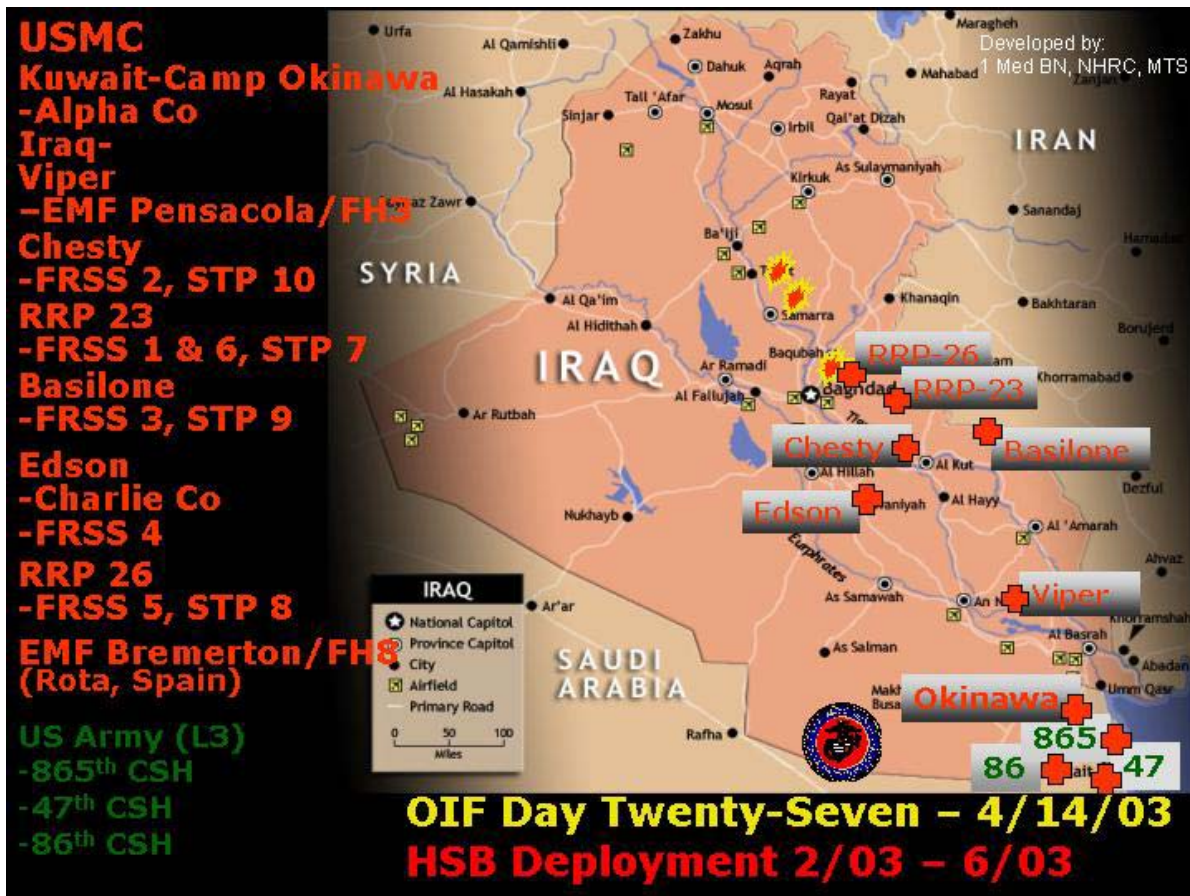 USMC
Kuwait-Camp Okinawa
-Alpha Co
Iraq-
Viper
–EMF Pensacola/FH3
Chesty
-FRSS 2, STP 10
RRP 23
-FRSS 1 & 6, STP 7
Basilone
-FRSS 3, STP 9
Edson
-Charlie Co
-FRSS 4
RRP 26
-FRSS 5, STP 8
EMF Bremerton/FH8
(Rota, Spain)
US Army (L3)
-865th CSH
-47th CSH
-86th CSH
Developed by:
1 Med BN, NHRC, MTS
Maragheh
Urfa
Zakhu
Al Qamishli
Dahuk
Aqrah
Mahabad
Zanjan
Al Hasakah
Rayat
Tall 'Afar
Mosul
Sinjar
Irbil
Qal'at Dizah
IRAN
As Sulaymaniyah
Kirkuk
Zawr
Sanandaj
Ba'iji
Hamadan
SYRIA
Al Qa'im
Khanaqin
Bakhtaran
Samarra
Al Hidithah
Borujerd
IRAQ
Baqubah
RRP-26
Ar Ramadi
Khorramabad
Al Fallujah
Baghdad
RRP-23
Ar Rutbah
Chesty
Basilone
Al Hillah
Al Kut
Dezful
Edson
Al Hayy
Nukhayb
Al 'Amarah
Euphrates
Ahvaz
IRAQ
National Capitol
Province Capitol
City
Airfield
Primary Road
0 50 100
Miles
Ar'ar
As Samawah
An
Viper
Khorramshah
Al Basrah
Abadan
SAUDI
ARABIA
As Salman
Umm Qasr
Okinawa
Rafha
865
86
47
OIF Day Twenty-Seven – 4/14/03
HSB Deployment 2/03 – 6/03